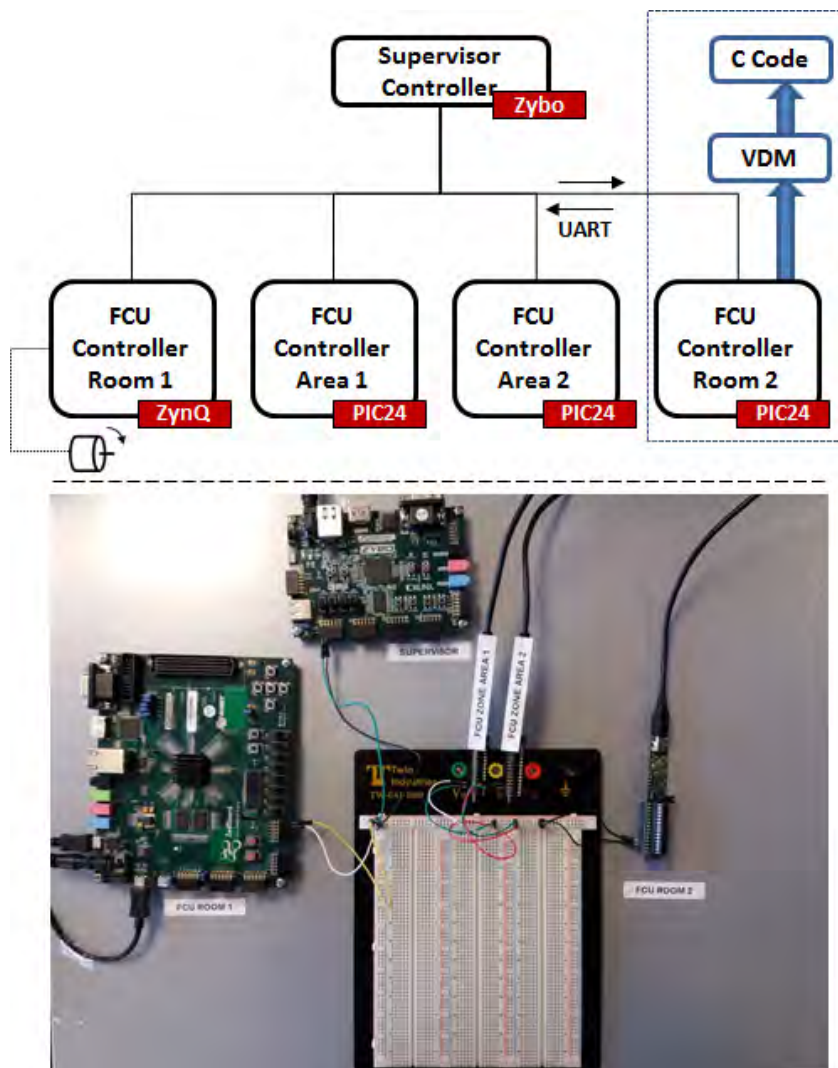 Supervisor
Controller
Zybo
C Code
VDM
UART
FCU
Controller
Room 1
ZynQ
FCU
Controller
Area 1
PIC24
FCU
Controller
Area 2
PIC24
FCU
Controller
Room 2
PIC24
ZYBO
SUPERVISOR
FCU ZONE AREA 1
FCU ZONE AREA 2
Twin
Industries
FCU ROOM 1
FCU ROOM 2